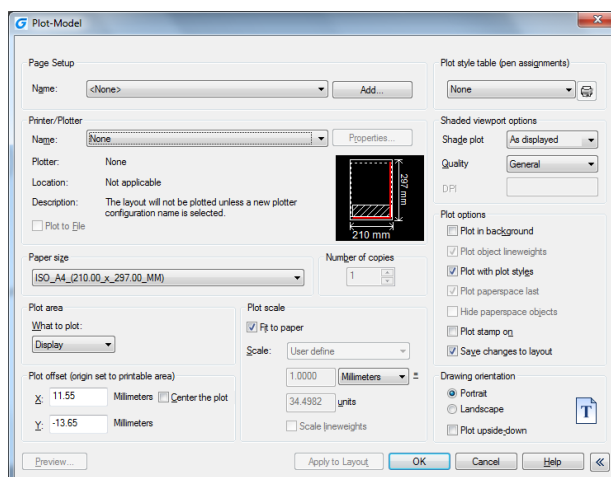 Plot-Model
Page Setup
Name: <None> Add...
Plot style table (pen assignments)
None
Printer/Plotter
Name: None Properties...
Plotter: None
Location: Not applicable
Description: The layout will not be plotted unless a new plotter
configuration name is selected.
Plot to File
297 mm
210 mm
Shaded viewport options
Shade plot As displayed
Quality General
DPI
Paper size
ISO_A4_(210.00_x_297.00_MM)
Number of copies
1
Plot options
Plot in background
Plot object lineweights
Plot with plot styles
Plot paperspace last
Hide paperspace objects
Plot stamp on
Save changes to layout
Plot area
What to plot:
Display
Plot scale
Fit to paper
Scale: User define
1.0000 Millimeters =
34.4982 units
Scale lineweights
Plot offset (origin set to printable area)
X: 11.55 Millimeters Center the plot
Y: -13.65 Millimeters
Drawing orientation
Portrait
Landscape
Plot upside-down
T
Preview... Apply to Layout OK Cancel Help «